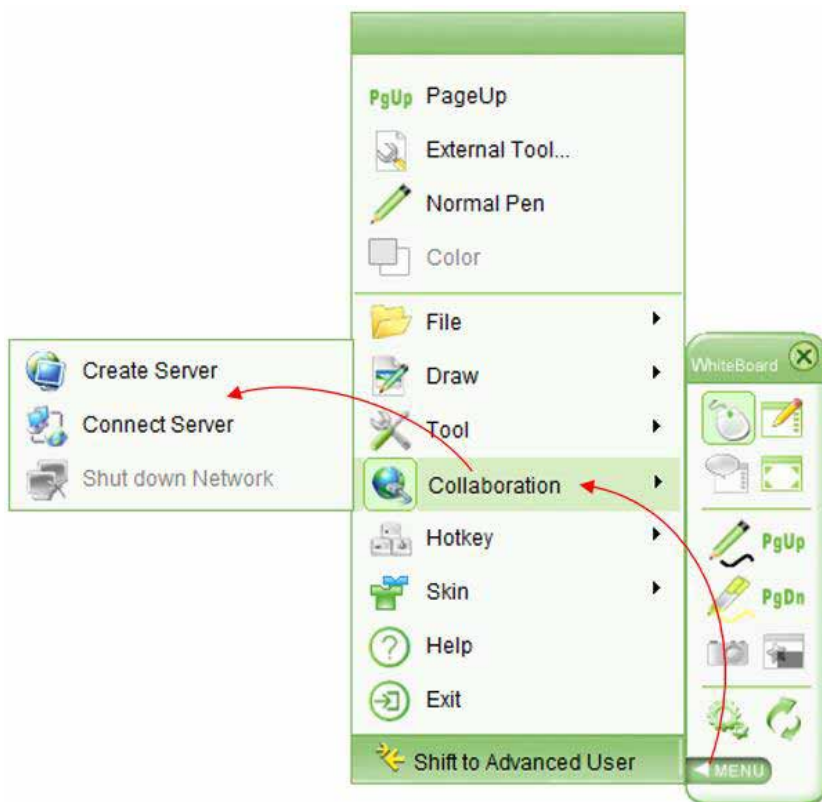 PgUp PageUp
External Tool...
Normal Pen
Color
File
Draw
Tool
Collaboration
Hotkey
Skin
Help
Exit
Shift to Advanced User
Create Server
Connect Server
Shut down Network
WhiteBoard
PgUp
PgDn
MENU